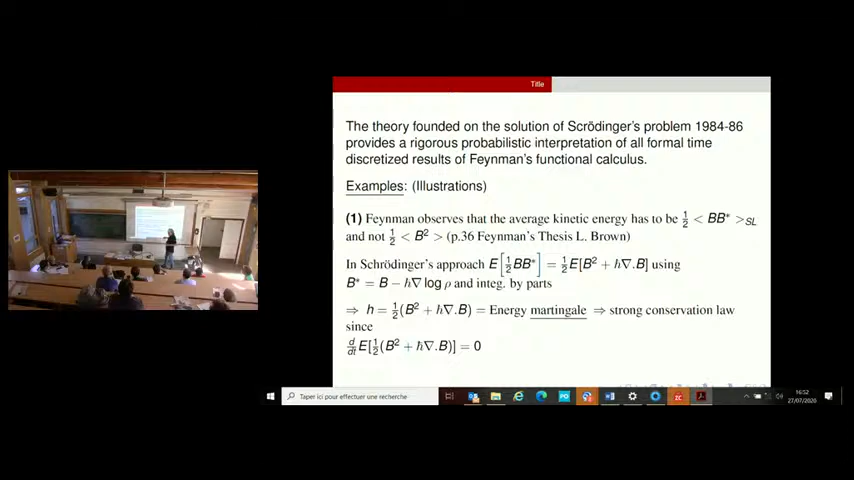 Title
The theory founded on the solution of Scrödinger's problem 1984-86
provides a rigorous probabilistic interpretation of all formal time
discretized results of Feynman's functional calculus.
Examples: (Illustrations)
(1) Feynman observes that the average kinetic energy has to be ½ < BB* >SL
and not ½ < B² > (p.36 Feynman's Thesis L. Brown)
In Schrödinger's approach E[½BB*] = ½E[B² + ℏ∇.B] using
B* = B − ℏ∇ log ρ and integ. by parts
⇒ h = ½(B² + ℏ∇.B) = Energy martingale ⇒ strong conservation law
since
d/dt E[½(B² + ℏ∇.B)] = 0
Taper ici pour effectuer une recherche
16:52
27/07/2026